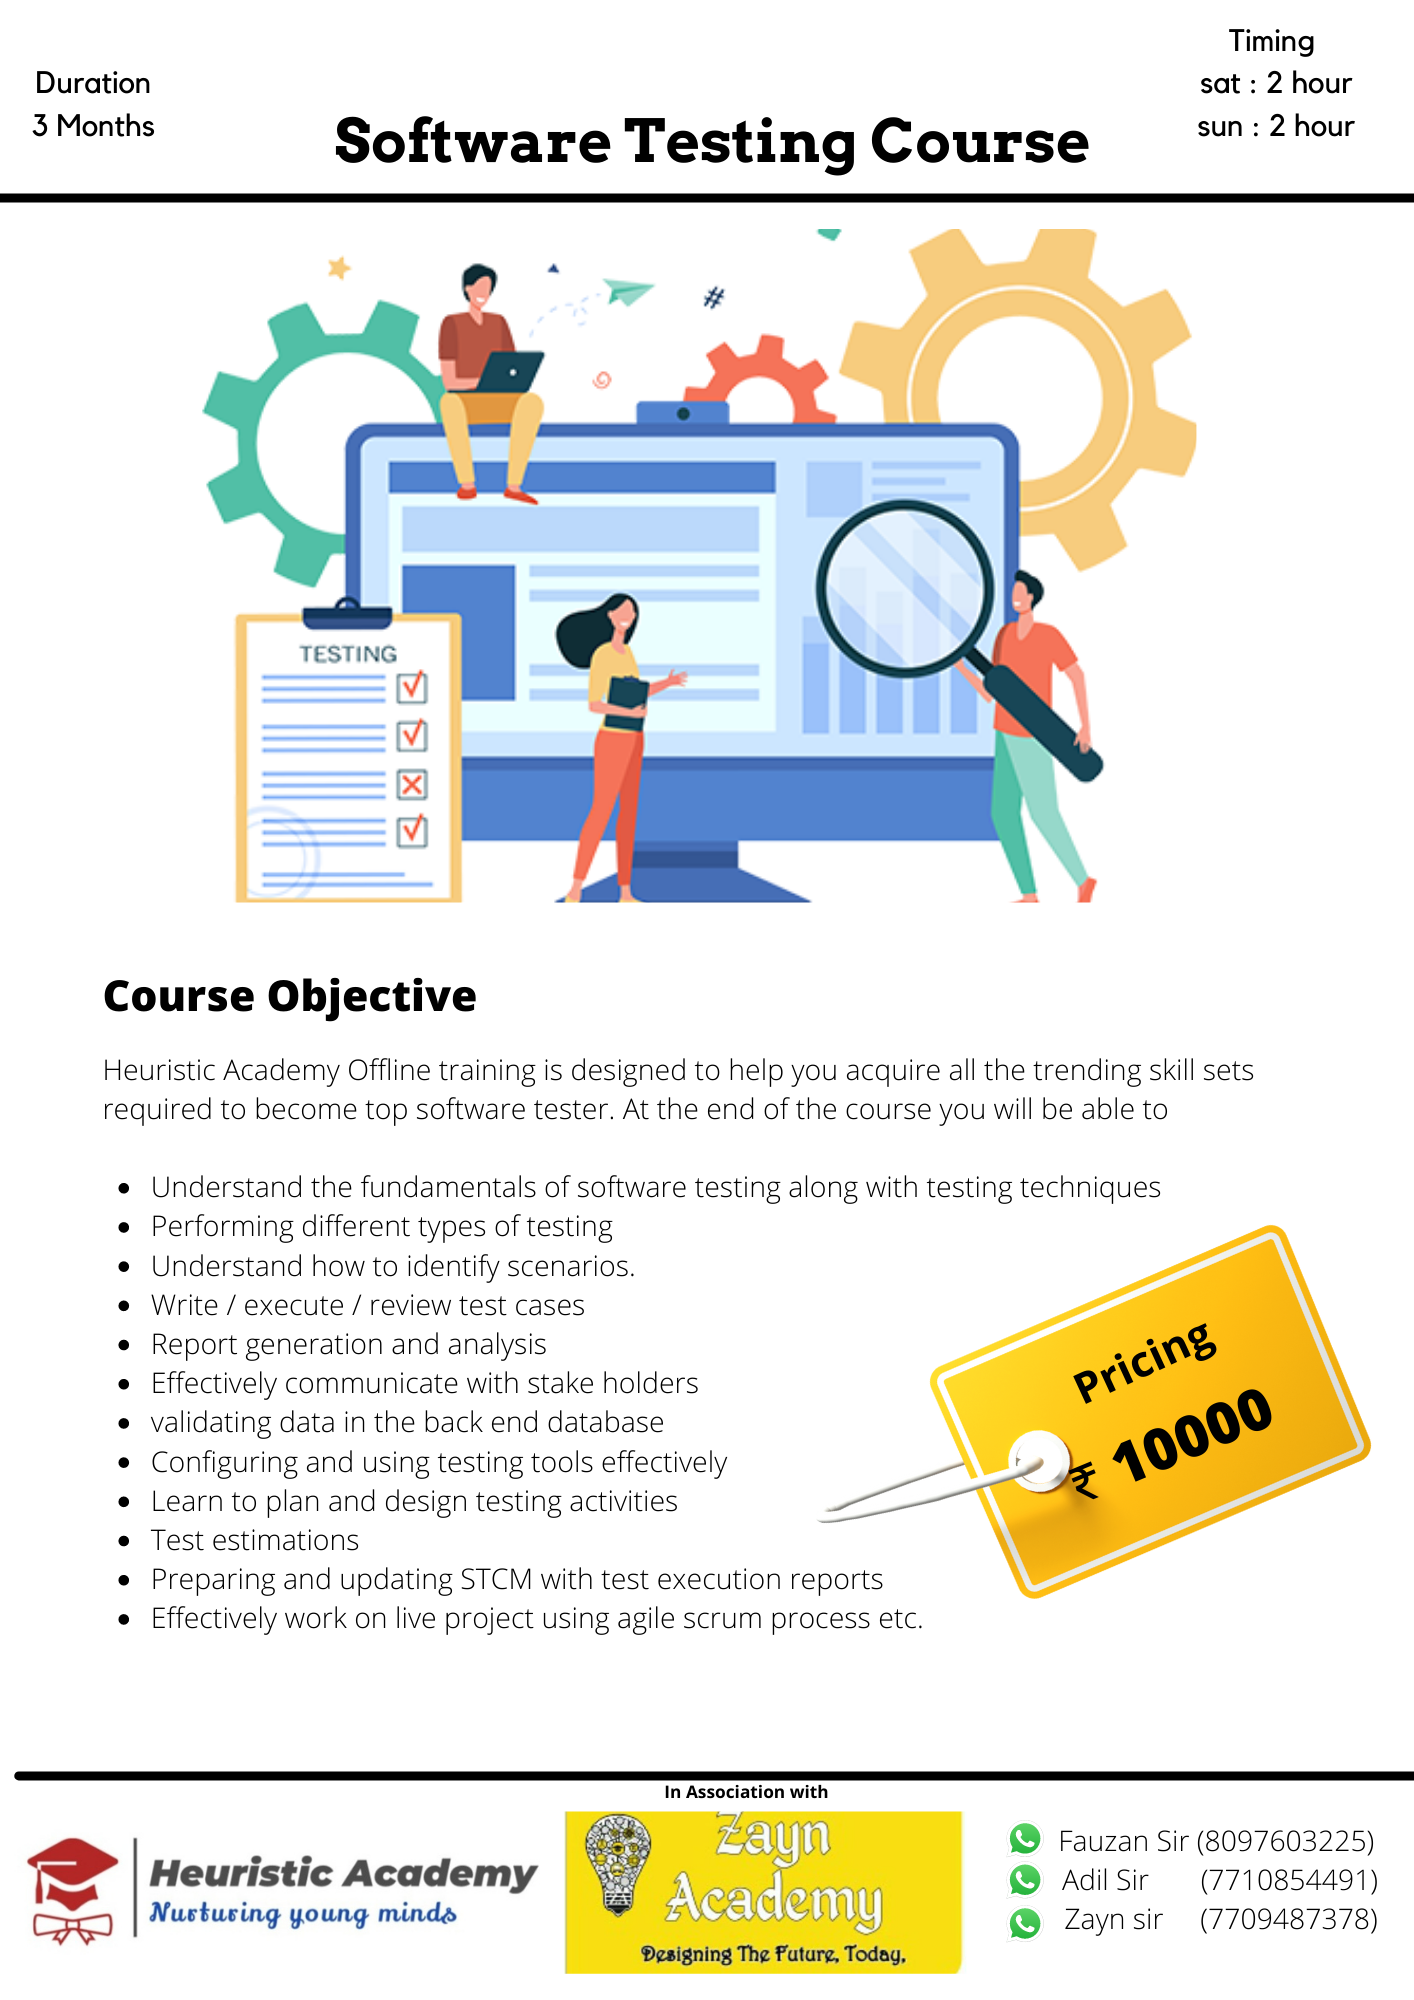 Duration
3 Months
Software Testing Course
Timing
sat : 2 hour
sun : 2 hour
#
TESTING
Course Objective
Heuristic Academy Offline training is designed to help you acquire all the trending skill sets
required to become top software tester. At the end of the course you will be able to
• Understand the fundamentals of software testing along with testing techniques
• Performing different types of testing
• Understand how to identify scenarios.
• Write / execute / review test cases
• Report generation and analysis
• Effectively communicate with stake holders
• validating data in the back end database
• Configuring and using testing tools effectively
• Learn to plan and design testing activities
• Test estimations
• Preparing and updating STCM with test execution reports
• Effectively work on live project using agile scrum process etc.
Pricing
₹ 10000
In Association with
Heuristic Academy
Nurturing young minds
Zayn
Academy
Designing The Future, Today,
Fauzan Sir (8097603225)
Adil Sir (7710854491)
Zayn sir (7709487378)